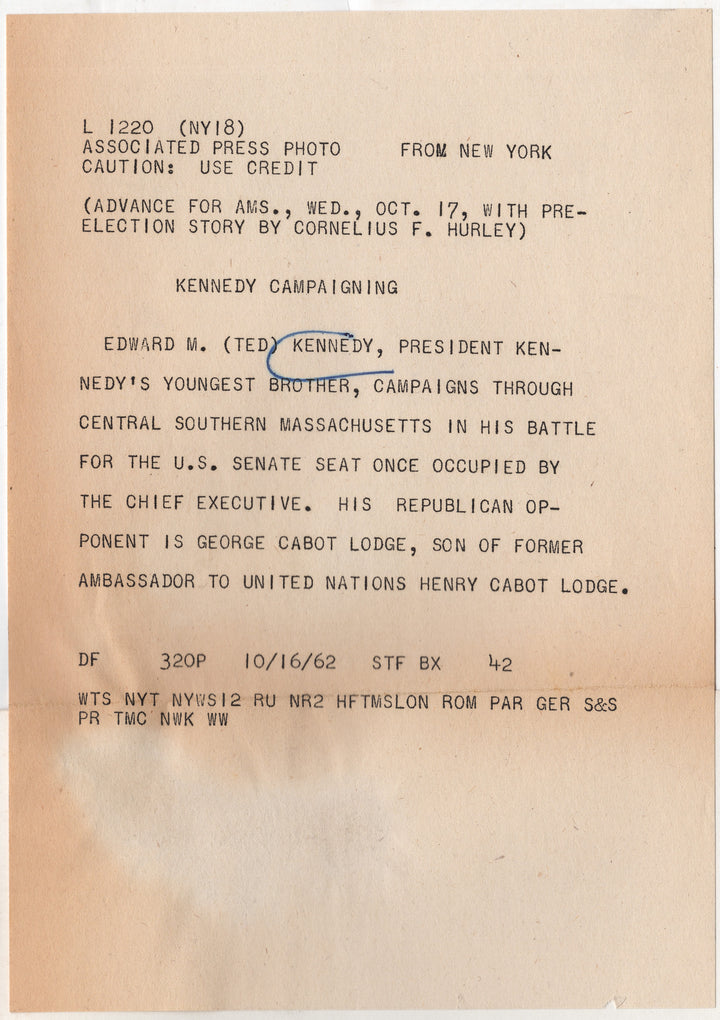 L 1220 (NY18)
ASSOCIATED PRESS PHOTO FROM NEW YORK
CAUTION: USE CREDIT
(ADVANCE FOR AMS., WED., OCT. 17, WITH PRE-
ELECTION STORY BY CORNELIUS F. HURLEY)
KENNEDY CAMPAIGNING
EDWARD M. (TED) KENNEDY, PRESIDENT KEN-
NEDY'S YOUNGEST BROTHER, CAMPAIGNS THROUGH
CENTRAL SOUTHERN MASSACHUSETTS IN HIS BATTLE
FOR THE U.S. SENATE SEAT ONCE OCCUPIED BY
THE CHIEF EXECUTIVE. HIS REPUBLICAN OP-
PONENT IS GEORGE CABOT LODGE, SON OF FORMER
AMBASSADOR TO UNITED NATIONS HENRY CABOT LODGE.
DF 320P 10/16/62 STF BX 42
WTS NYT NYWS12 RU NR2 HFTMSLON ROM PAR GER S&S
PR TMC NWK WW